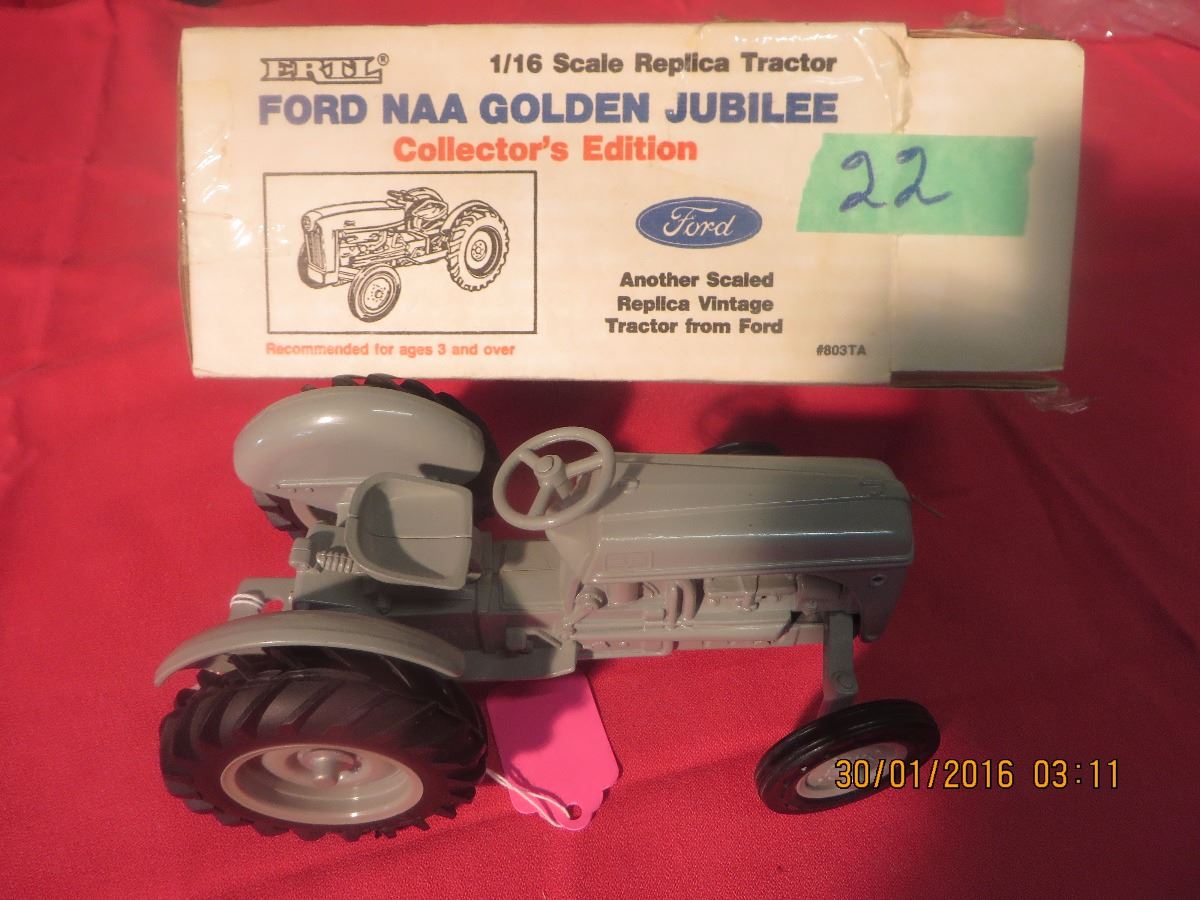 ERTL®
1/16 Scale Replica Tractor
FORD NAA GOLDEN JUBILEE
Collector's Edition
22
Ford
Another Scaled
Replica Vintage
Tractor from Ford
Recommended for ages 3 and over
#803TA
30/01/2016 03:11